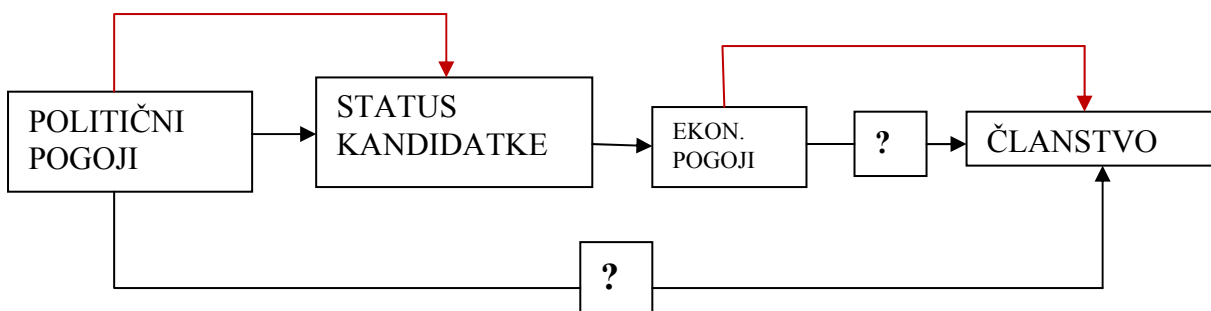 POLITIČNI
POGOJI
STATUS
KANDIDATKE
EKON.
POGOJI
?
ČLANSTVO
?